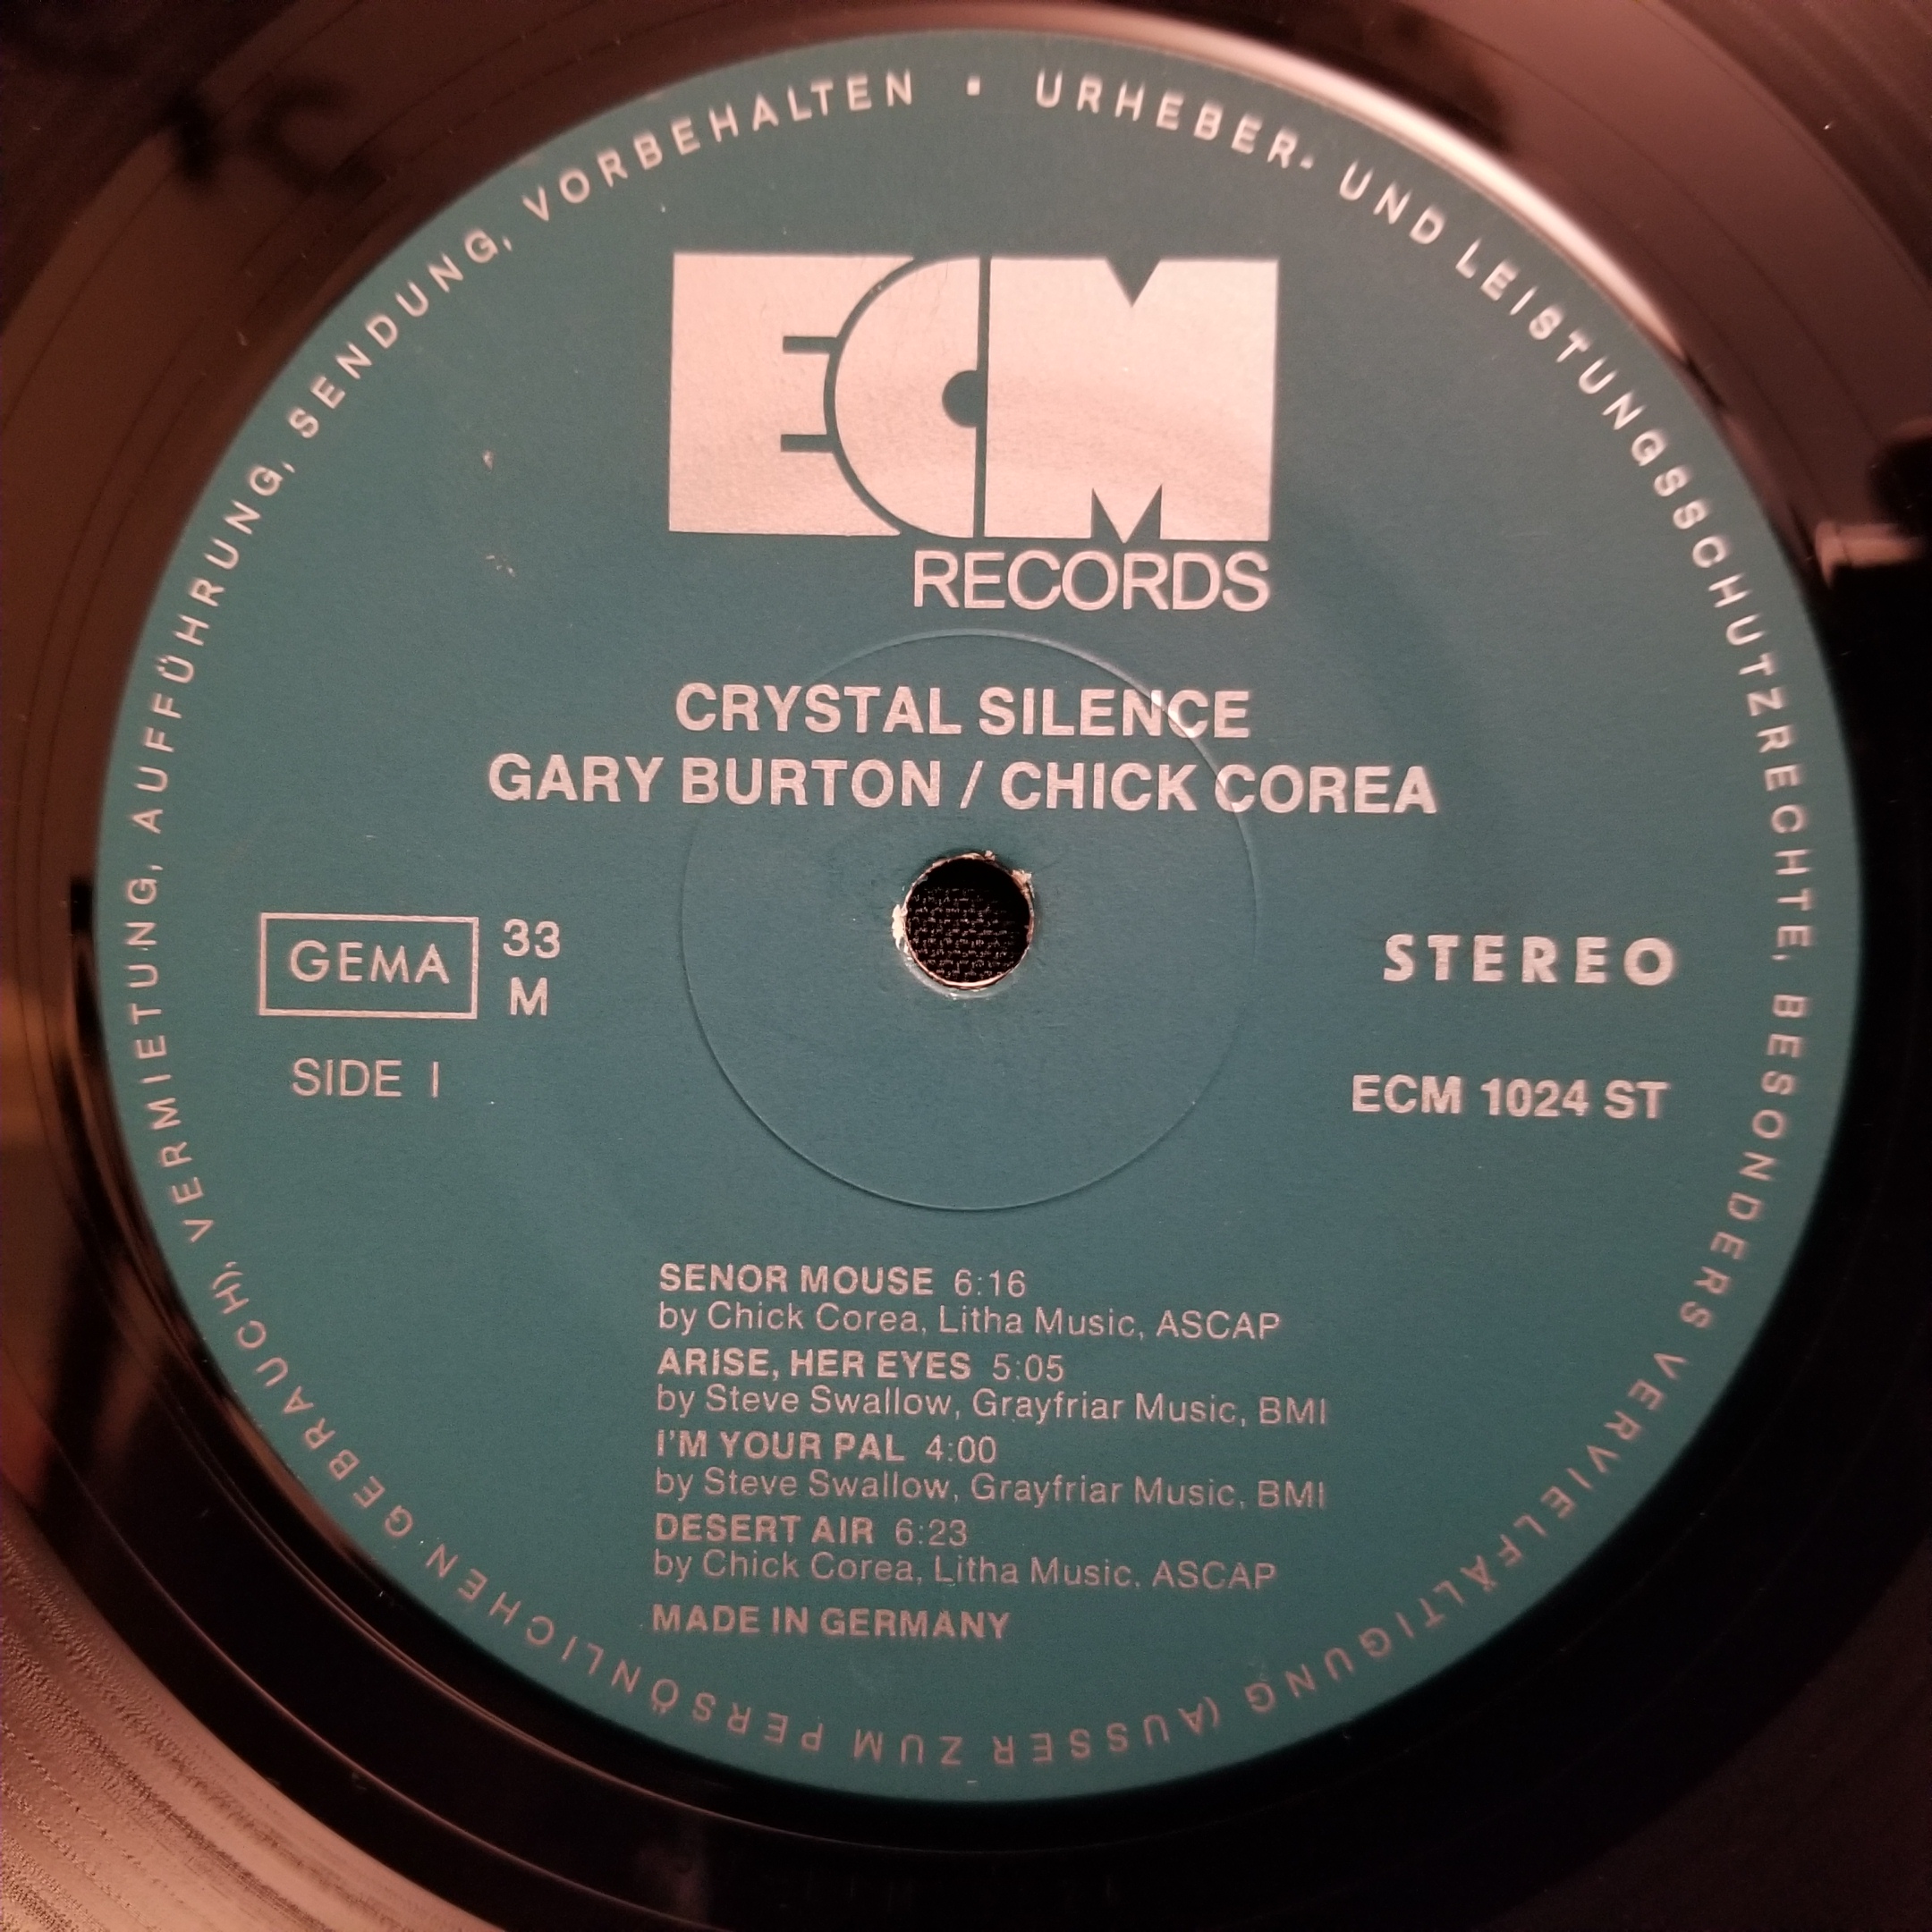 URHEBER- UND LEISTUNGSSCHUTZRECHTE, BESONDERS VERVIELFÄLTIGUNG (AUSSER ZUM PERSÖNLICHEN GEBRAUCH), VERMIETUNG, AUFFÜHRUNG, SENDUNG, VORBEHALTEN ▪
ECM
RECORDS
CRYSTAL SILENCE
GARY BURTON / CHICK COREA
GEMA
33
M
STEREO
SIDE I
ECM 1024 ST
SENOR MOUSE 6:16
by Chick Corea, Litha Music, ASCAP
ARISE, HER EYES 5:05
by Steve Swallow, Grayfriar Music, BMI
I'M YOUR PAL 4:00
by Steve Swallow, Grayfriar Music, BMI
DESERT AIR 6:23
by Chick Corea, Litha Music, ASCAP
MADE IN GERMANY